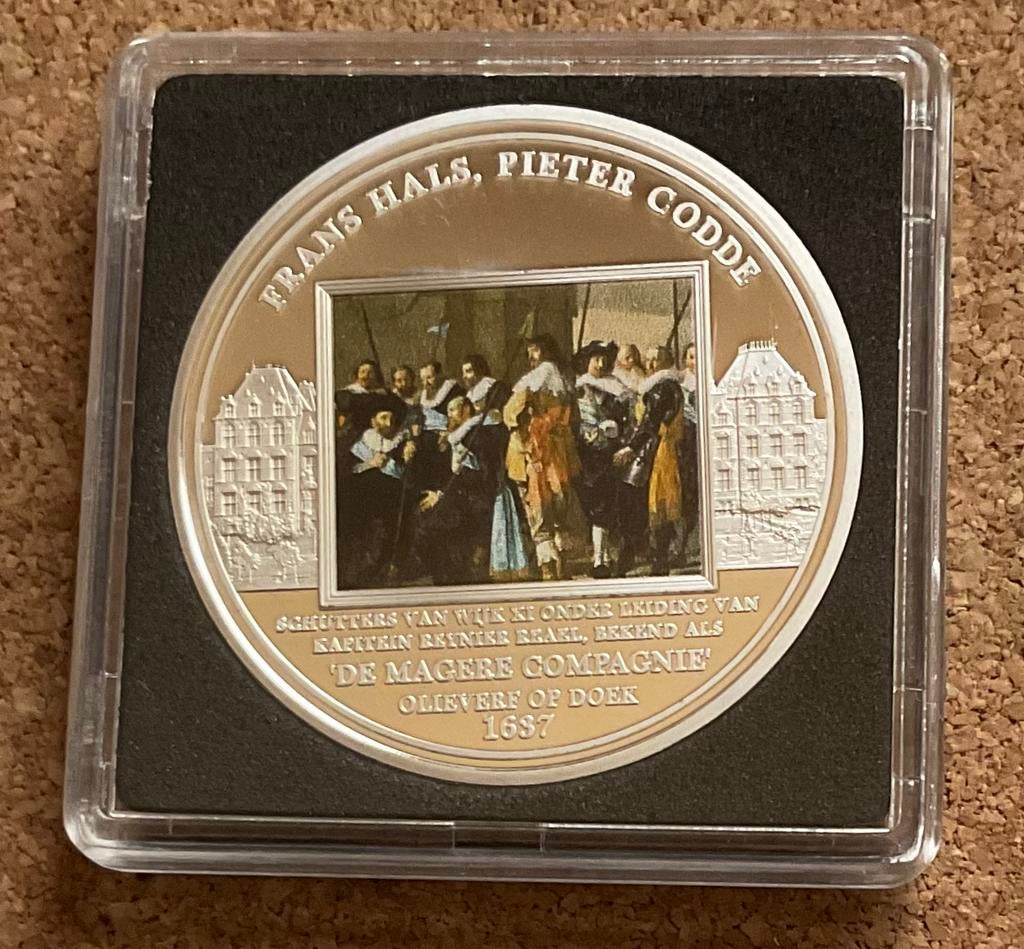 FRANS HALS, PIETER CODDE
SCHUTTERS VAN WIJK XI ONDER LEIDING VAN
KAPITEIN REYNIER REAEL, BEKEND ALS
'DE MAGERE COMPAGNIE'
OLIEVERF OP DOEK
1637